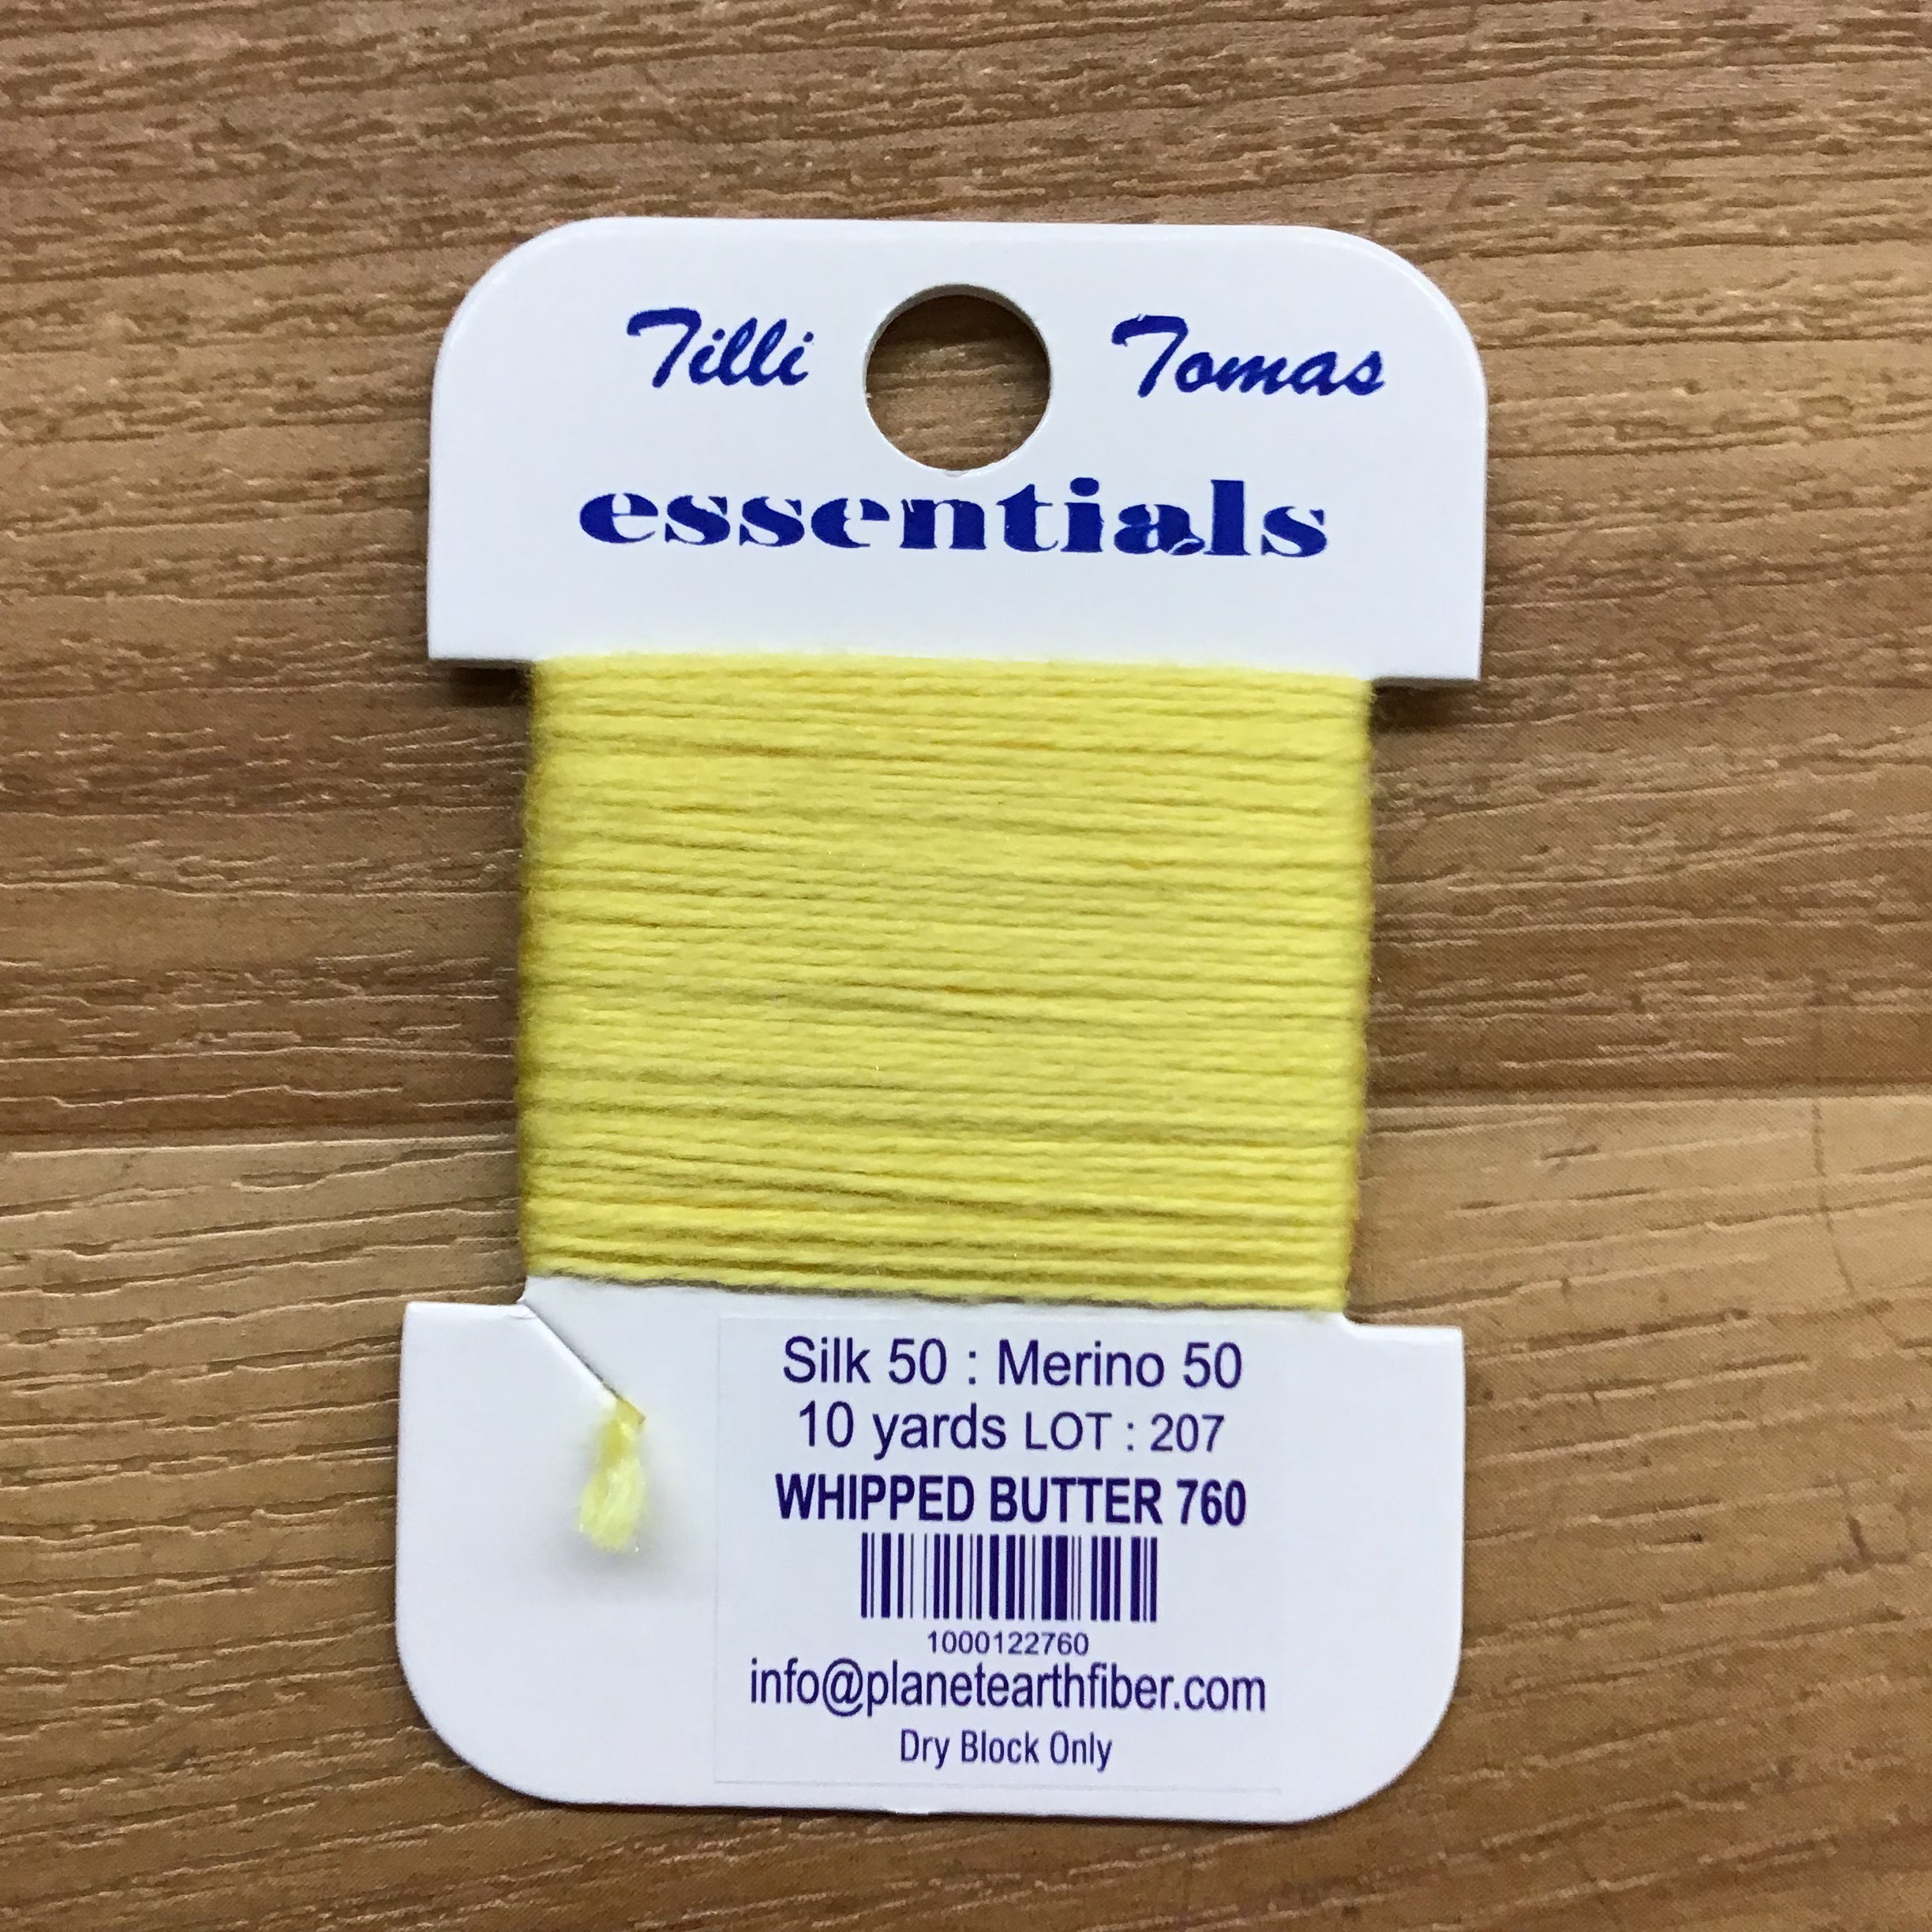 Tilli Tomas
essentials
Silk 50 : Merino 50
10 yards LOT : 207
WHIPPED BUTTER 760
1000122760
info@planetearthfiber.com
Dry Block Only